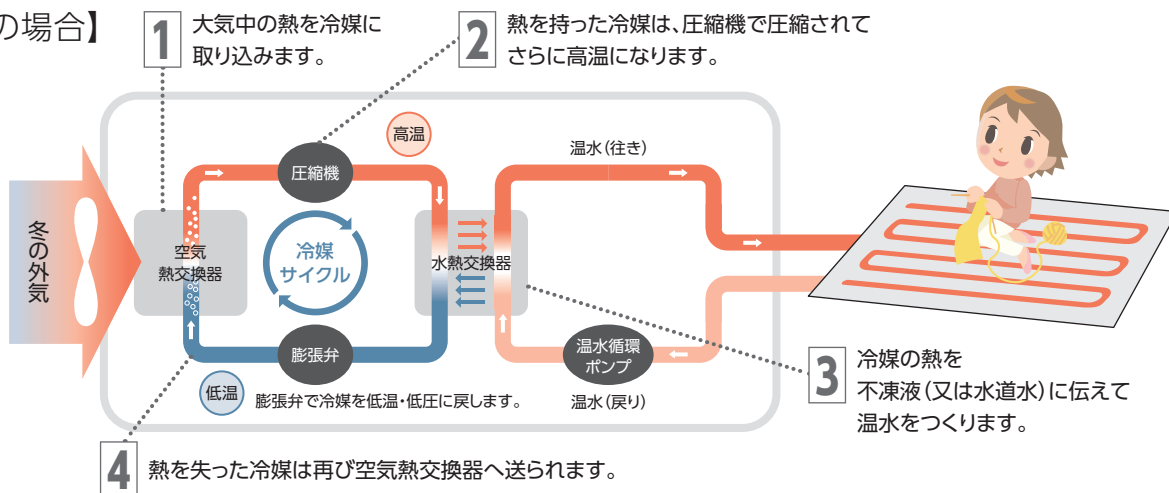 の場合】
1
大気中の熱を冷媒に
取り込みます。
2
熱を持った冷媒は、圧縮機で圧縮されて
さらに高温になります。
高温
圧縮機
温水(往き)
冬の外気
空気
熱交換器
冷媒
サイクル
水熱交換器
膨張弁
温水循環
ポンプ
低温
膨張弁で冷媒を低温・低圧に戻します。
温水(戻り)
3
冷媒の熱を
不凍液(又は水道水)に伝えて
温水をつくります。
4
熱を失った冷媒は再び空気熱交換器へ送られます。